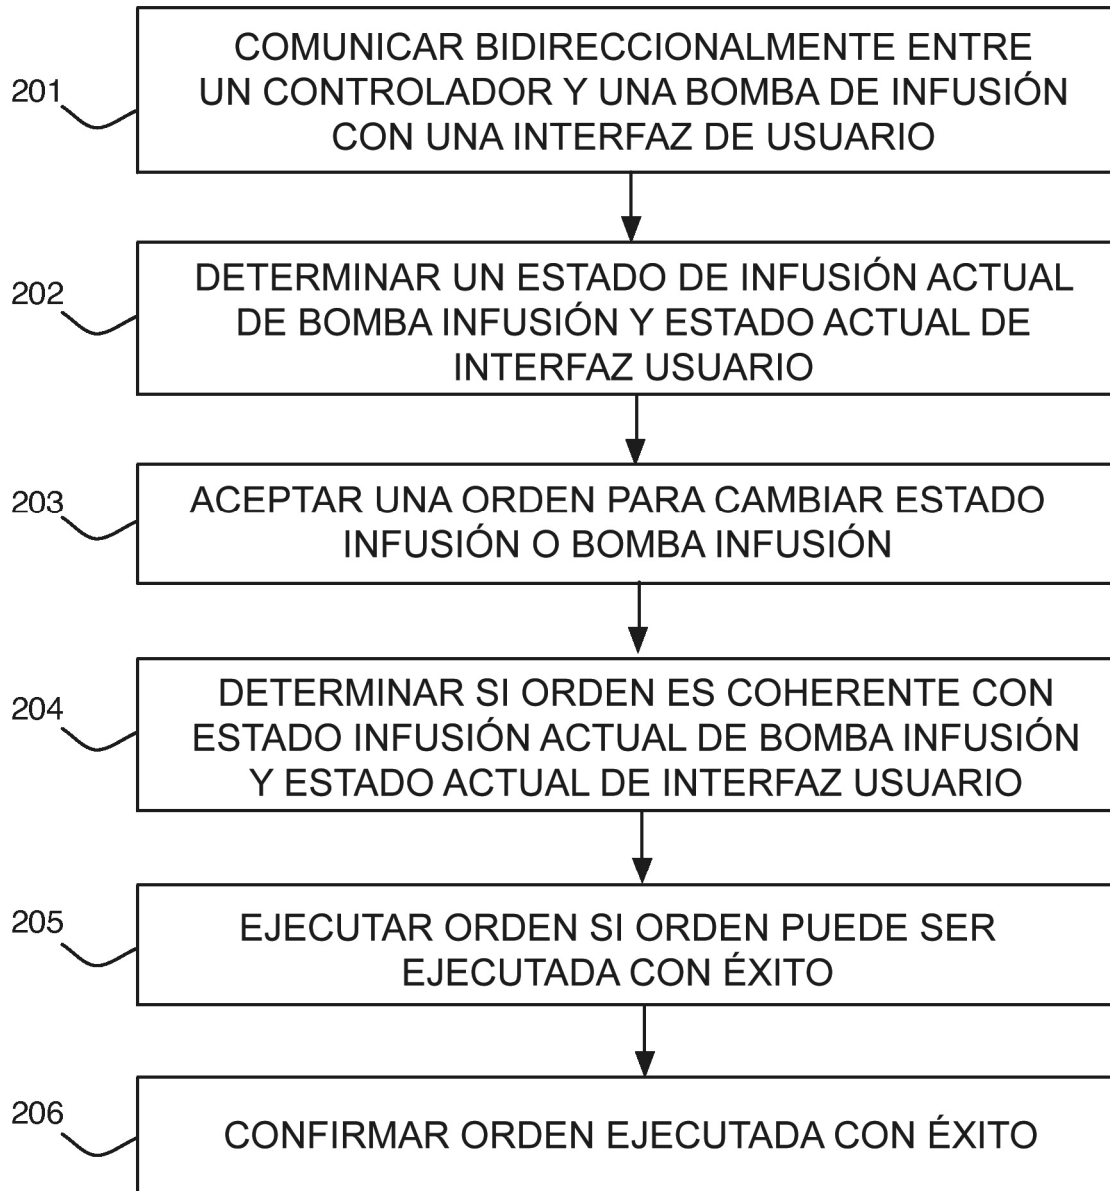 201
COMUNICAR BIDIRECCIONALMENTE ENTRE
UN CONTROLADOR Y UNA BOMBA DE INFUSIÓN
CON UNA INTERFAZ DE USUARIO
202
DETERMINAR UN ESTADO DE INFUSIÓN ACTUAL
DE BOMBA INFUSIÓN Y ESTADO ACTUAL DE
INTERFAZ USUARIO
203
ACEPTAR UNA ORDEN PARA CAMBIAR ESTADO
INFUSIÓN O BOMBA INFUSIÓN
204
DETERMINAR SI ORDEN ES COHERENTE CON
ESTADO INFUSIÓN ACTUAL DE BOMBA INFUSIÓN
Y ESTADO ACTUAL DE INTERFAZ USUARIO
205
EJECUTAR ORDEN SI ORDEN PUEDE SER
EJECUTADA CON ÉXITO
206
CONFIRMAR ORDEN EJECUTADA CON ÉXITO